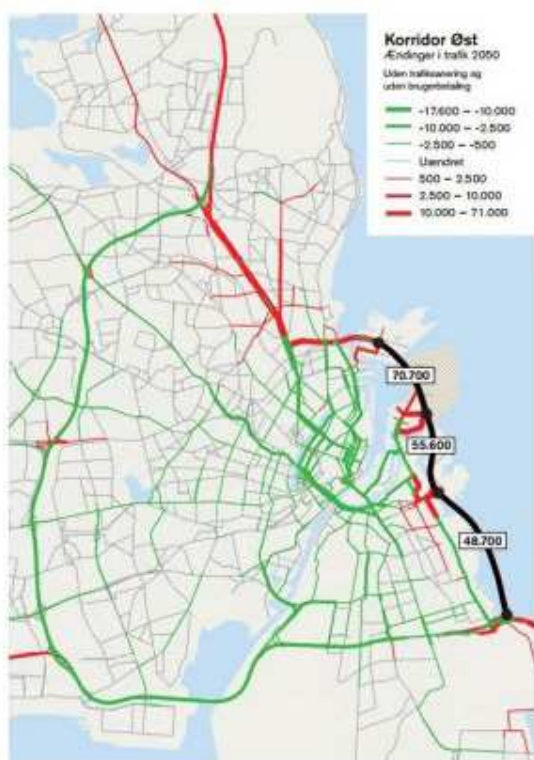 Korridor Øst
Ændinger i trafik 2050
Uden trafiksanering og
uden brugerbetaling
-17.600 – -10.000
-10.000 – -2.500
-2.500 – -500
Uændret
500 – 2.500
2.500 – 10.000
10.000 – 71.000
70.700
55.600
48.700